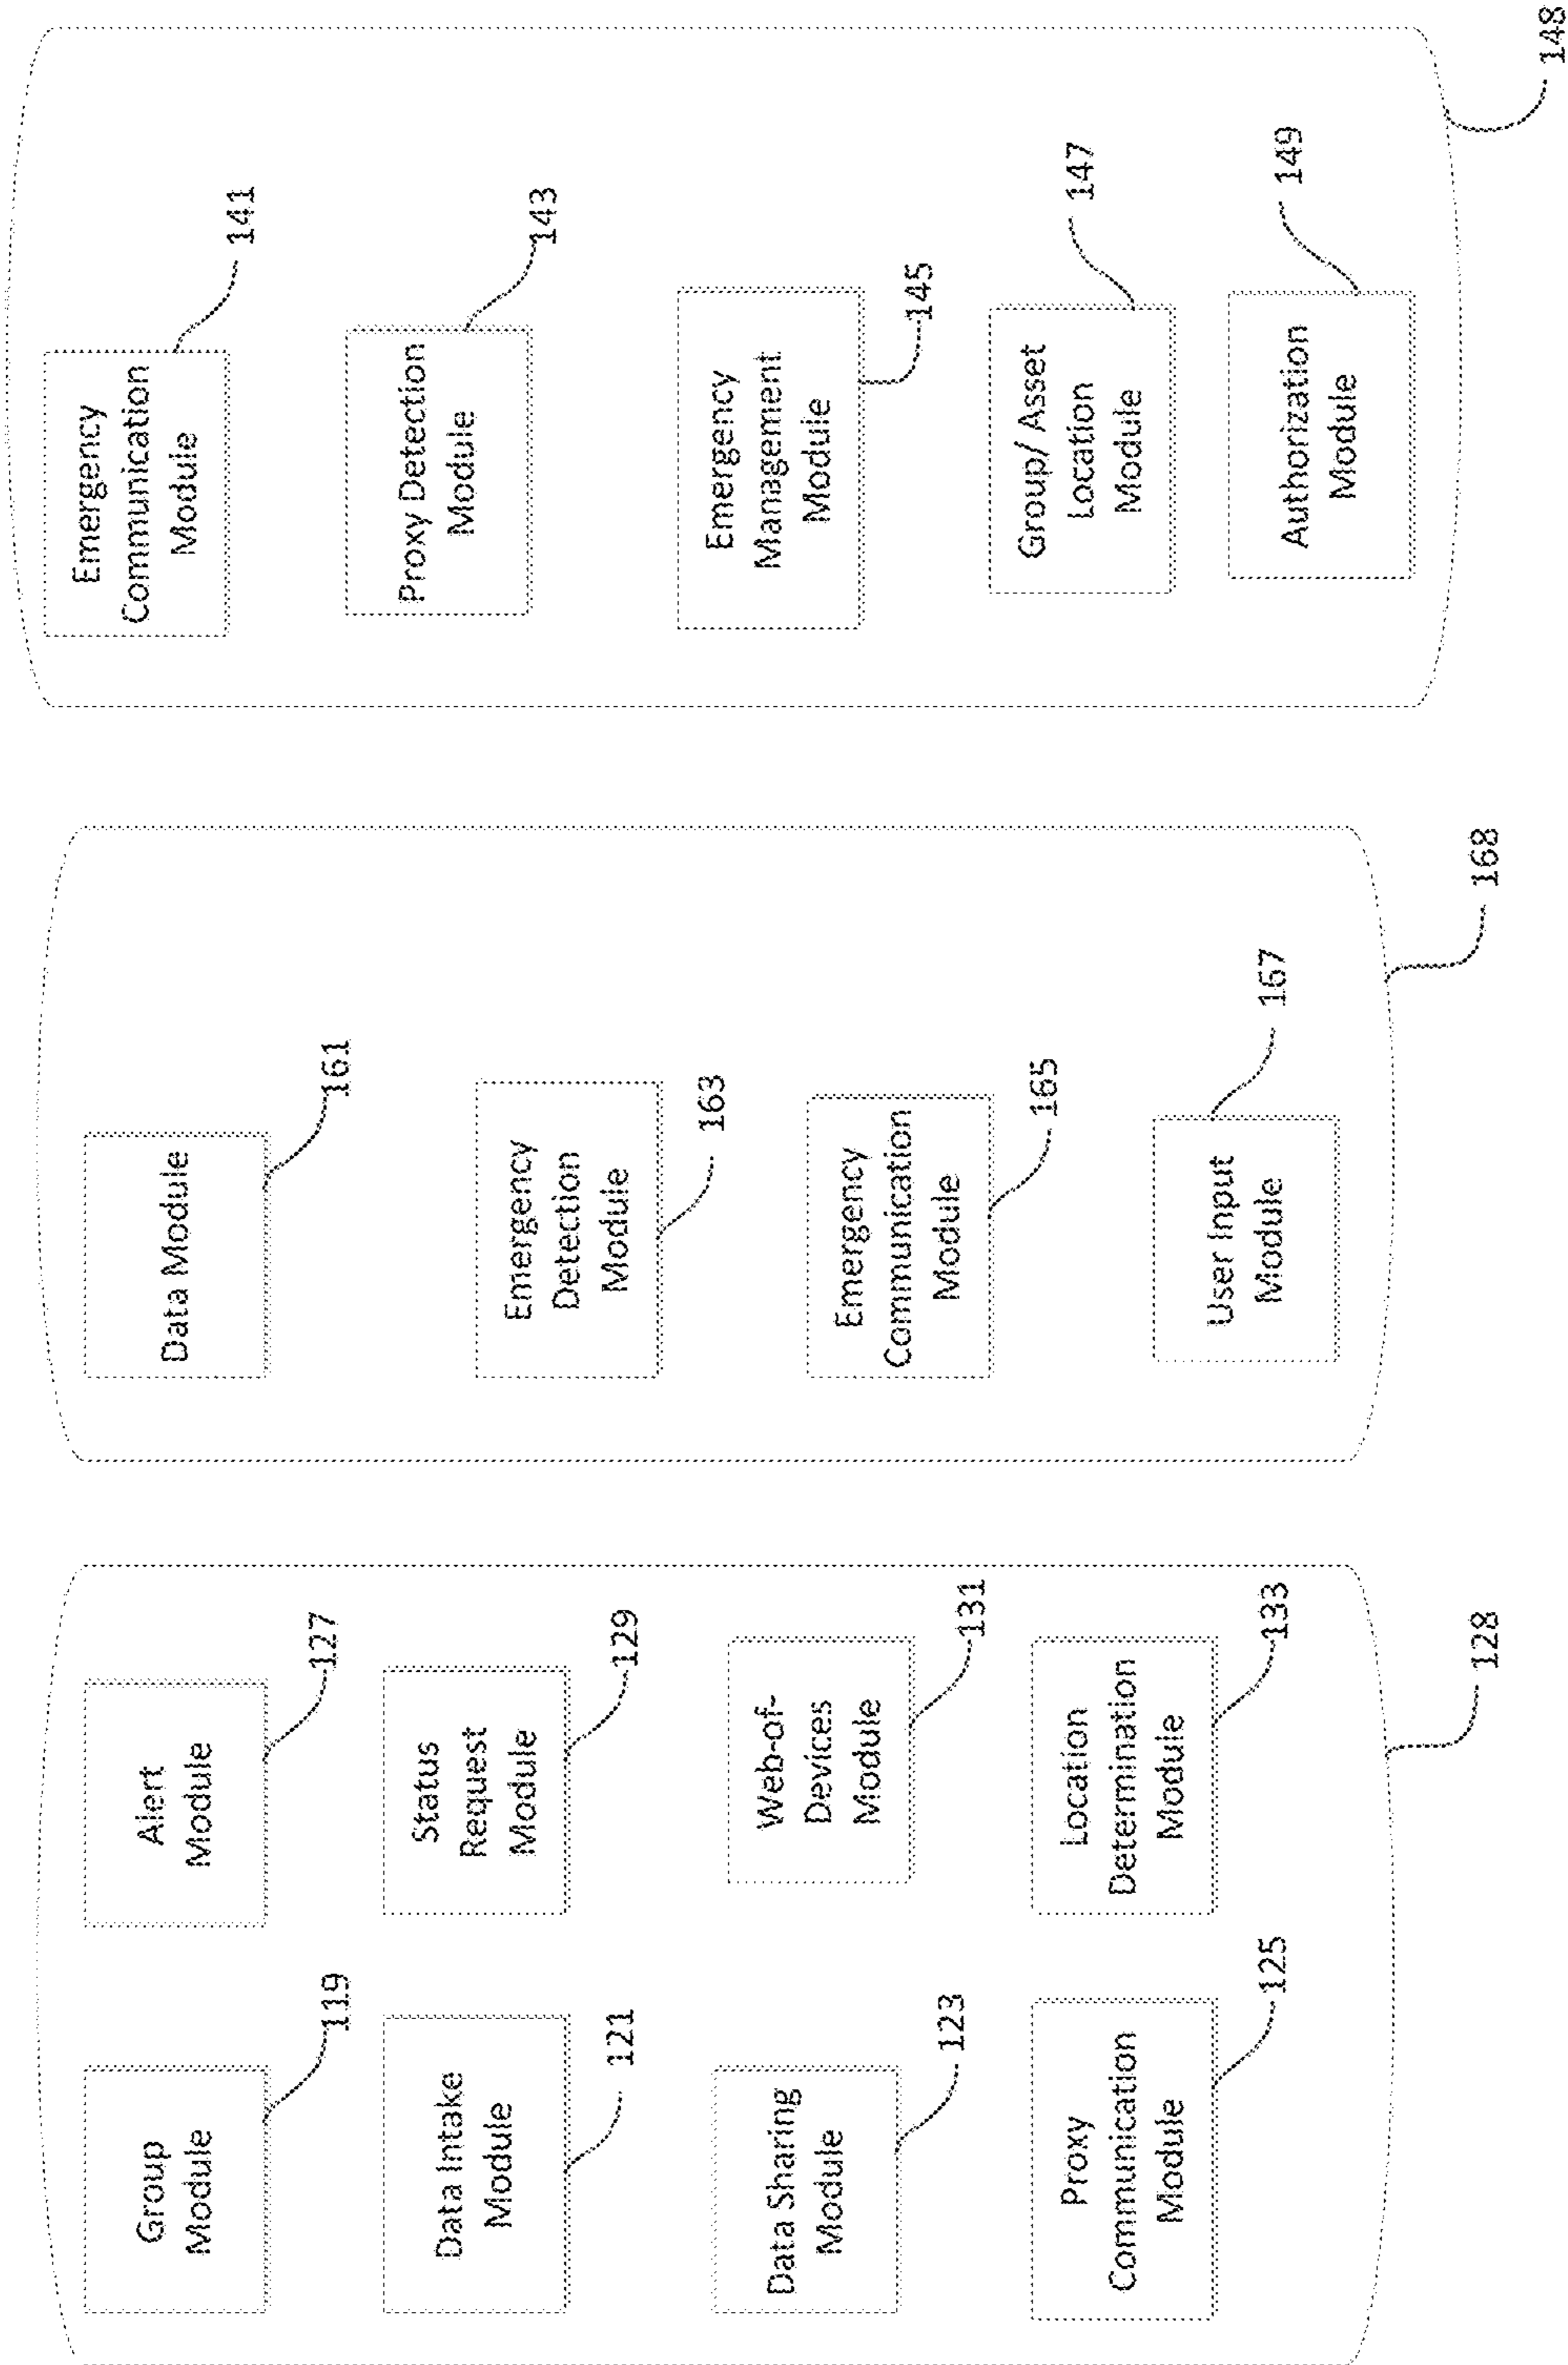 Group
Module
119
Alert
Module
127
Data Intake
Module
121
Status
Request
Module
129
Data Sharing
Module
123
Web-of-
Devices
Module
131
Proxy
Communication
Module
125
Location
Determination
Module
133
128
Data Module
161
Emergency
Detection
Module
163
Emergency
Communication
Module
165
User Input
Module
167
168
Emergency
Communication
Module
141
Proxy Detection
Module
143
Emergency
Management
Module
145
Group/ Asset
Location
Module
147
Authorization
Module
149
148